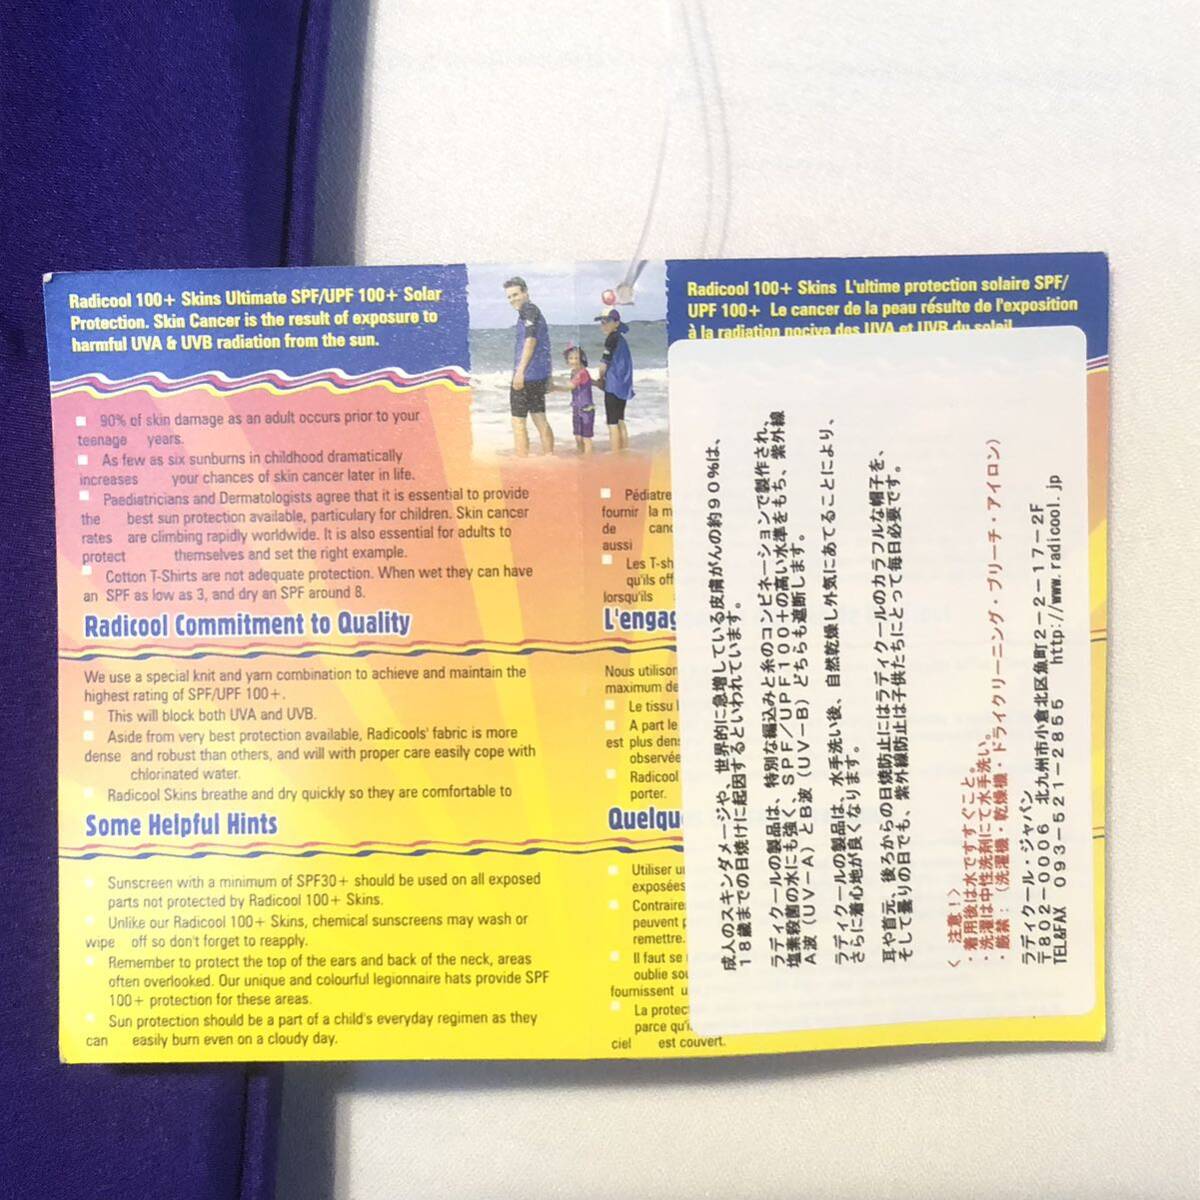 Radicool 100+ Skins Ultimate SPF/UPF 100+ Solar
Protection. Skin Cancer is the result of exposure to
harmful UVA & UVB radiation from the sun.
90% of skin damage as an adult occurs prior to your
teenage years.
As few as six sunburns in childhood dramatically
increases your chances of skin cancer later in life.
Paediatricians and Dermatologists agree that it is essential to provide
the best sun protection available, particulary for children. Skin cancer
rates are climbing rapidly worldwide. It is also essential for adults to
protect themselves and set the right example.
Cotton T-Shirts are not adequate protection. When wet they can have
an SPF as low as 3, and dry an SPF around 8.
Radicool Commitment to Quality
We use a special knit and yarn combination to achieve and maintain the
highest rating of SPF/UPF 100+.
This will block both UVA and UVB.
Aside from very best protection available, Radicools' fabric is more
dense and robust than others, and will with proper care easily cope with
chlorinated water.
Radicool Skins breathe and dry quickly so they are comfortable to
Some Helpful Hints
Sunscreen with a minimum of SPF30+ should be used on all exposed
parts not protected by Radicool 100+ Skins.
Unlike our Radicool 100+ Skins, chemical sunscreens may wash or
wipe off so don't forget to reapply.
Remember to protect the top of the ears and back of the neck, areas
often overlooked. Our unique and colourful legionnaire hats provide SPF
100+ protection for these areas.
Sun protection should be a part of a child's everyday regimen as they
can easily burn even on a cloudy day.
Radicool 100+ Skins L'ultime protection solaire SPF/
UPF 100+ Le cancer de la peau résulte de l'exposition
à la radiation nocive des UVA et UVB du soleil
Pédiatre
fournir la m
de canc
aussi
Les T-sh
qu'ils off
lorsqu'ils
L'engag
Nous utilisor
maximum de
Le tissu
A part le
est plus den
observée
Radicool
porter.
Quelqu
Utiliser u
exposées
Contraire
peuvent p
remettre.
Il faut se
oublie sou
fournissent u
La protec
parce qu'i
ciel est couvert.
成人のスキンダメージや、世界的に急増している皮膚がんの約９０％は、
１８歳までの日焼けに起因するといわれています。
ラディクールの製品は、特別な編込みと糸のコンビネーションで製作され、
塩素殺菌の水にも強く、ＳＰＦ／ＵＰＦ１００＋の高い水準をもち、紫外線
Ａ波（ＵＶ－Ａ）とＢ波（ＵＶ－Ｂ）どちらも遮断します。
ラディクールの製品は、水手洗い後、自然乾燥し外気にあてることにより、
さらに着心地が良くなります。
耳や首元、後ろからの日焼防止にはラディクールのカラフルな帽子を、
そして曇りの日でも、紫外線防止は子供たちにとって毎日必要です。
＜ 注意！＞
・着用後は水ですすぐこと。
・洗濯は中性洗剤にて水手洗い。
・厳禁：（洗濯機・乾燥機・ドライクリーニング・ブリーチ・アイロン）
ラディクール・ジャパン
〒８０２－０００６ 北九州市小倉北区魚町２－２－１７－２Ｆ
TEL&FAX ０９３－５２１－２８５５ http://www.radicool.jp